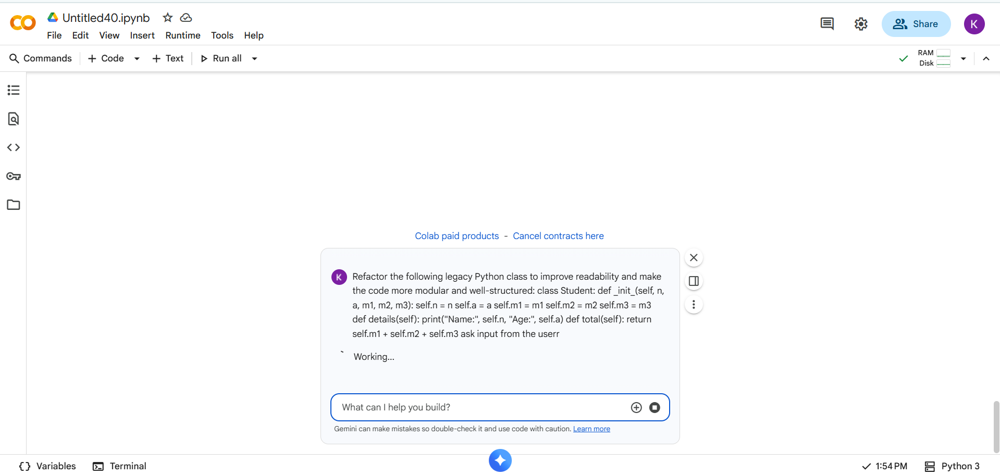 Untitled40.ipynb
File Edit View Insert Runtime Tools Help
Share
K
Commands + Code + Text Run all
RAM
Disk
Colab paid products - Cancel contracts here
K
Refactor the following legacy Python class to improve readability and make
the code more modular and well-structured: class Student: def _init_(self, n,
a, m1, m2, m3): self.n = n self.a = a self.m1 = m1 self.m2 = m2 self.m3 = m3
def details(self): print("Name:", self.n, "Age:", self.a) def total(self): return
self.m1 + self.m2 + self.m3 ask input from the userr
Working...
What can I help you build?
Gemini can make mistakes so double-check it and use code with caution. Learn more
{} Variables Terminal
1:54 PM Python 3